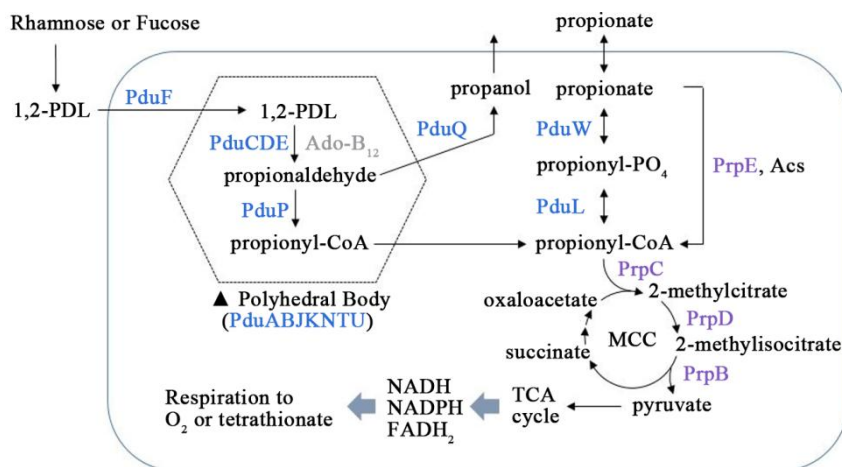 Rhamnose or Fucose
1,2-PDL
PduF
1,2-PDL
PduCDE
Ado-B₁₂
propionaldehyde
PduP
propionyl-CoA
▲ Polyhedral Body
(PduABJKNTU)
PduQ
propanol
propionate
propionate
PduW
propionyl-PO₄
PduL
propionyl-CoA
PrpE, Acs
PrpC
oxaloacetate
2-methylcitrate
PrpD
MCC
2-methylisocitrate
succinate
PrpB
pyruvate
TCA
cycle
NADH
NADPH
FADH₂
Respiration to
O₂ or tetrathionate